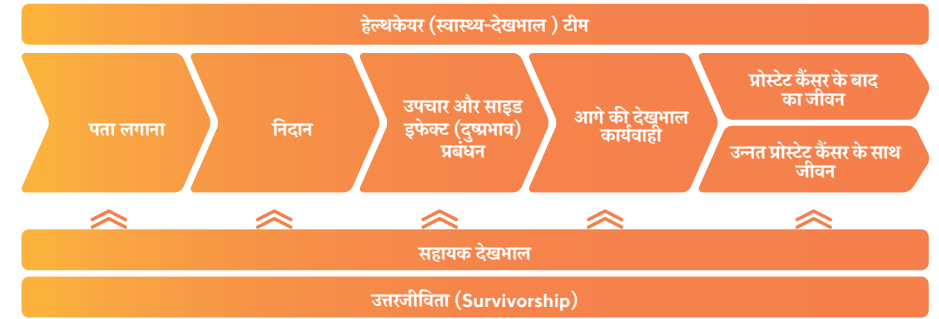 हेल्थकेयर (स्वास्थ्य-देखभाल ) टीम
पता लगाना
निदान
उपचार और साइड
इफेक्ट (दुष्प्रभाव)
प्रबंधन
आगे की देखभाल
कार्यवाही
प्रोस्टेट कैंसर के बाद
का जीवन
उन्नत प्रोस्टेट कैंसर के साथ
जीवन
सहायक देखभाल
उत्तरजीविता (Survivorship)